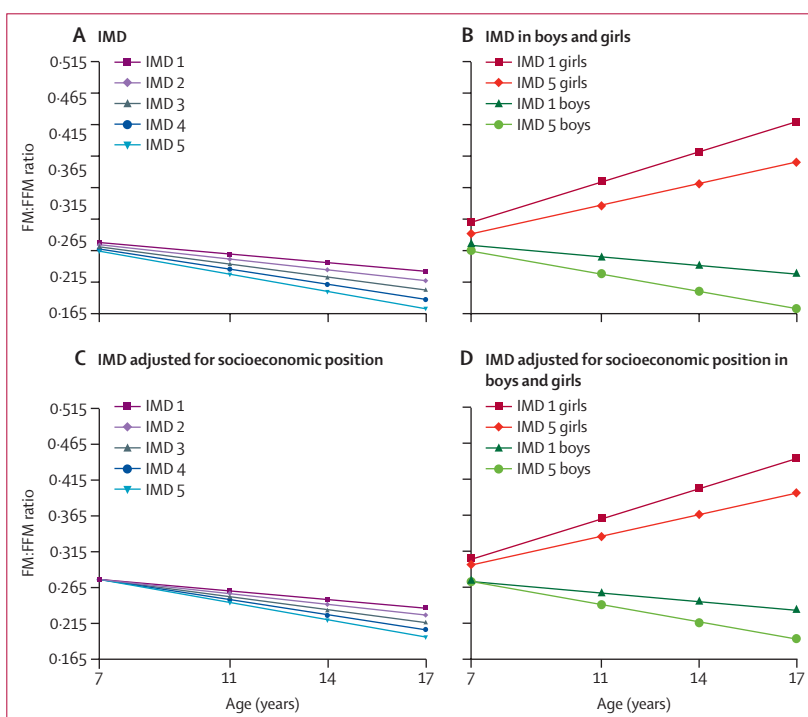 A IMD
IMD 1
IMD 2
IMD 3
IMD 4
IMD 5
FM:FFM ratio
0·515
0·465
0·415
0·365
0·315
0·265
0·215
0·165
B IMD in boys and girls
IMD 1 girls
IMD 5 girls
IMD 1 boys
IMD 5 boys
C IMD adjusted for socioeconomic position
IMD 1
IMD 2
IMD 3
IMD 4
IMD 5
FM:FFM ratio
0·515
0·465
0·415
0·365
0·315
0·265
0·215
0·165
7 11 14 17
Age (years)
D IMD adjusted for socioeconomic position in
boys and girls
IMD 1 girls
IMD 5 girls
IMD 1 boys
IMD 5 boys
7 11 14 17
Age (years)